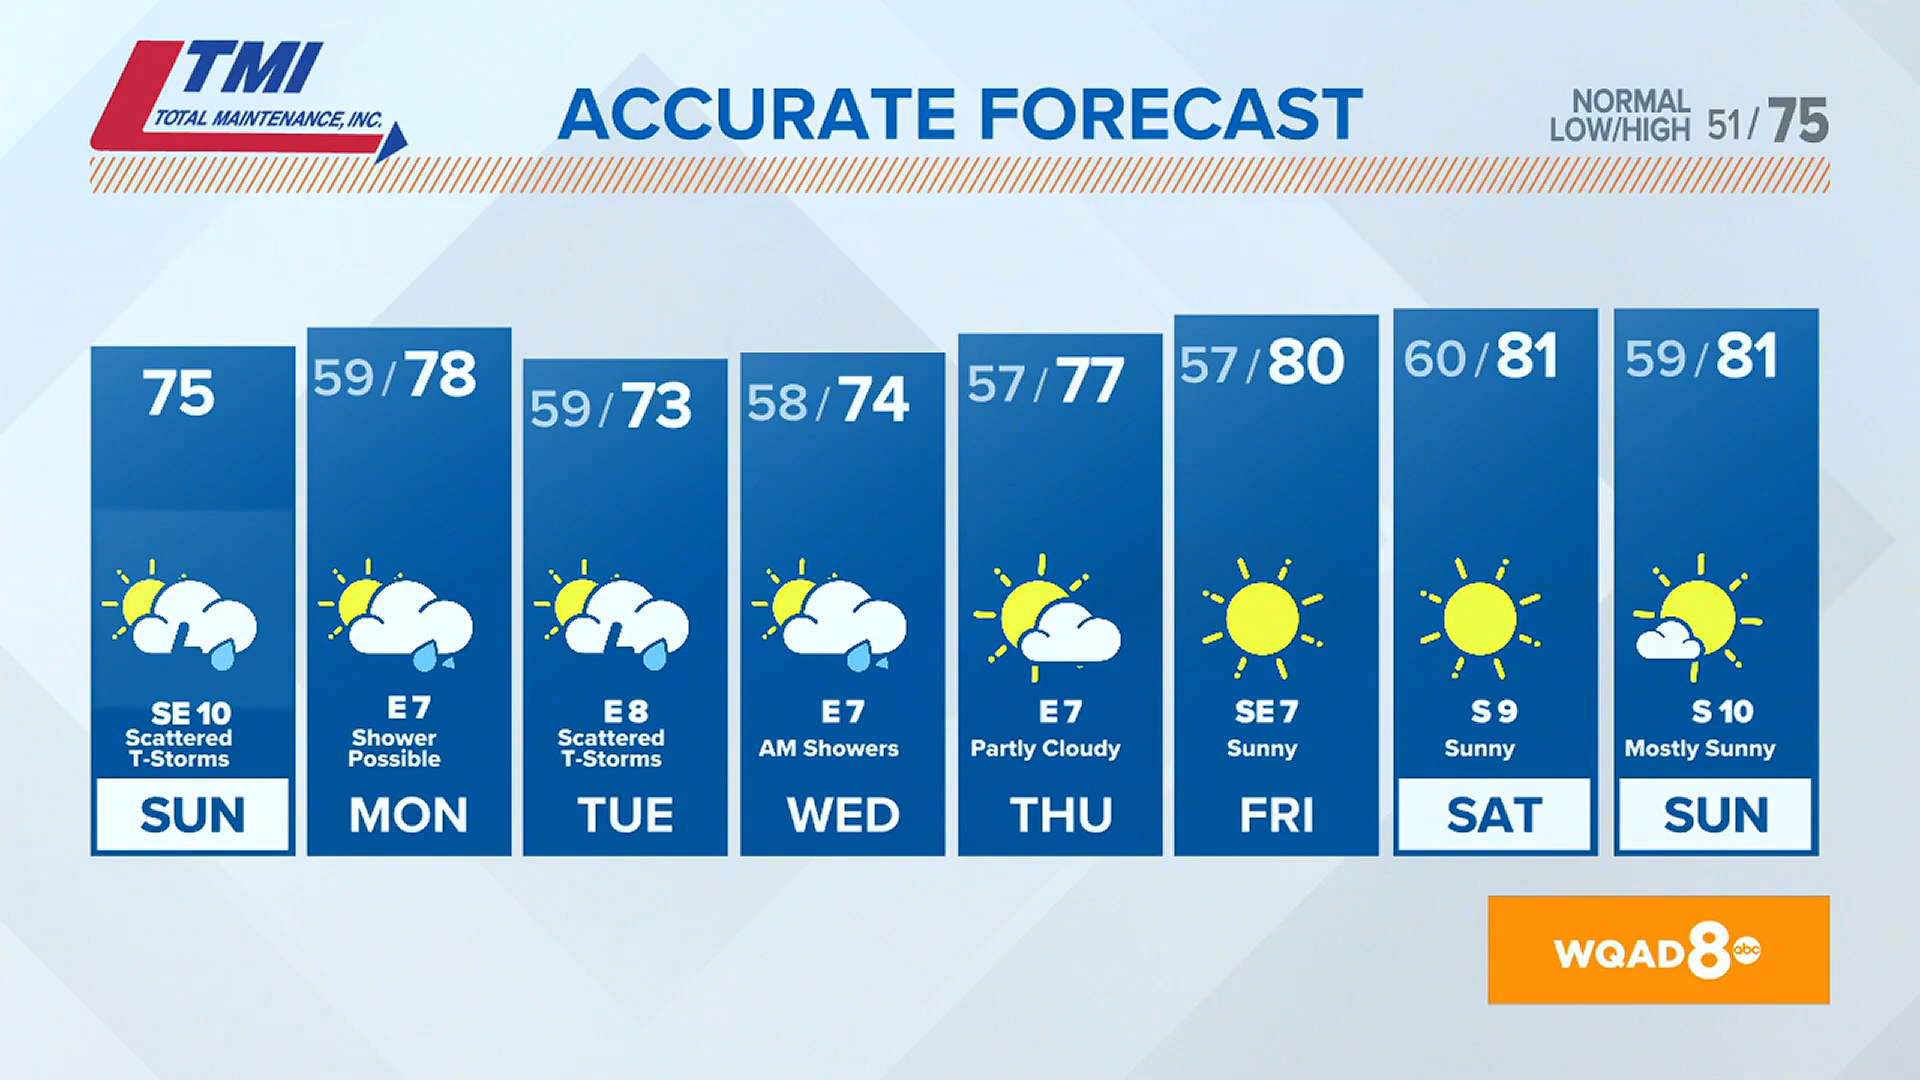 TMI
TOTAL MAINTENANCE, INC.
ACCURATE FORECAST
NORMAL
LOW/HIGH 51/75
75
SE 10
Scattered
T-Storms
SUN
59/78
E 7
Shower
Possible
MON
59/73
E 8
Scattered
T-Storms
TUE
58/74
E 7
AM Showers
WED
57/77
E 7
Partly Cloudy
THU
57/80
SE 7
Sunny
FRI
60/81
S 9
Sunny
SAT
59/81
S 10
Mostly Sunny
SUN
WQAD 8 abc